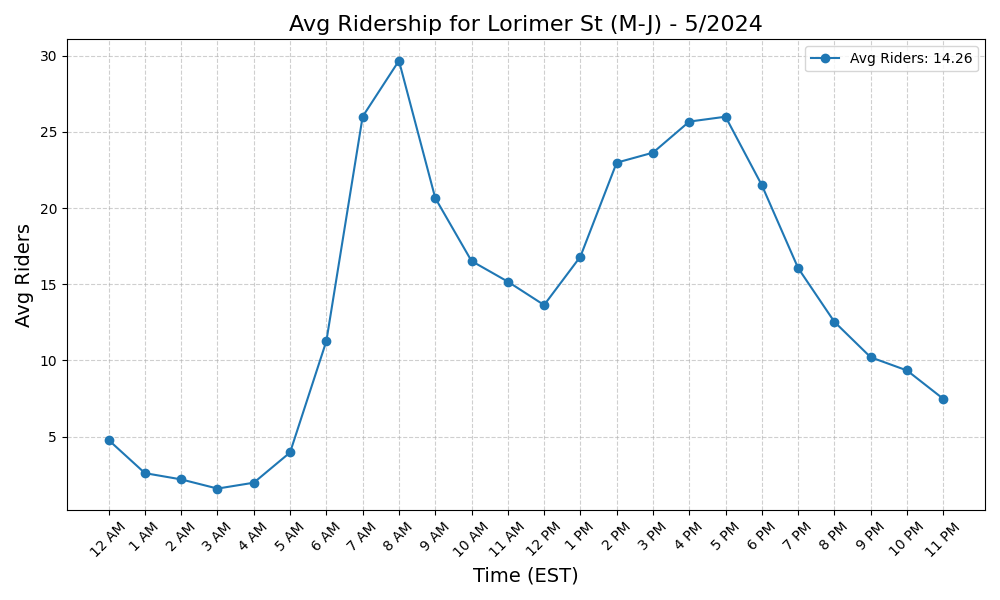 Avg Ridership for Lorimer St (M-J) - 5/2024
Avg Riders: 14.26
Avg Riders
30
25
20
15
10
5
12 AM
1 AM
2 AM
3 AM
4 AM
5 AM
6 AM
7 AM
8 AM
9 AM
10 AM
11 AM
12 PM
1 PM
2 PM
3 PM
4 PM
5 PM
6 PM
7 PM
8 PM
9 PM
10 PM
11 PM
Time (EST)